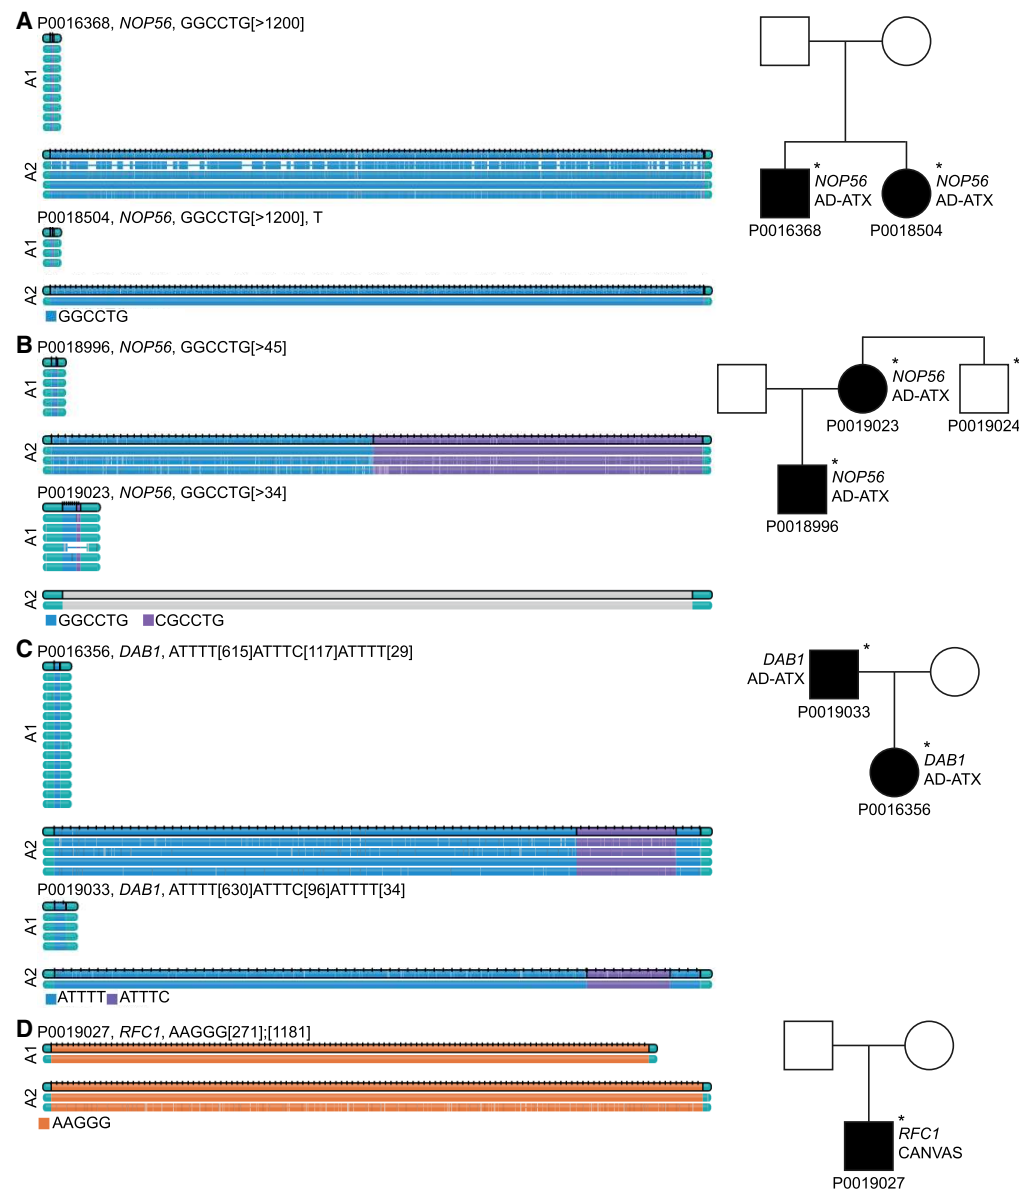 A P0016368, NOP56, GGCCTG[>1200]
A1
A2
P0018504, NOP56, GGCCTG[>1200], T
A1
A2
GGCCTG
*
NOP56
AD-ATX
P0016368
*
NOP56
AD-ATX
P0018504
B P0018996, NOP56, GGCCTG[>45]
A1
A2
P0019023, NOP56, GGCCTG[>34]
A1
A2
GGCCTG CGCCTG
*
NOP56
AD-ATX
P0019023
*
P0019024
*
NOP56
AD-ATX
P0018996
C P0016356, DAB1, ATTTT[615]ATTTC[117]ATTTT[29]
A1
A2
P0019033, DAB1, ATTTT[630]ATTTC[96]ATTTT[34]
A1
A2
ATTTT ATTTC
*
DAB1
AD-ATX
P0019033
*
DAB1
AD-ATX
P0016356
D P0019027, RFC1, AAGGG[271];[1181]
A1
A2
AAGGG
*
RFC1
CANVAS
P0019027